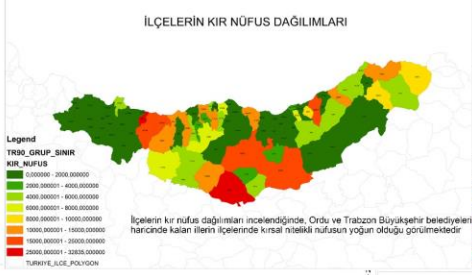 İLÇELERİN KIR NÜFUS DAĞILIMLARI
Legend
TR90_GRUP_SINIR
KIR_NUFUS
0,000000 - 2000,000000
2000,000001 - 4000,000000
4000,000001 - 6000,000000
6000,000001 - 8000,000000
8000,000001 - 10000,000000
10000,000001 - 15000,000000
15000,000001 - 25000,000000
25000,000001 - 32835,000000
TURKIYE_ILCE_POLYGON
İlçelerin kır nüfus dağılımları incelendiğinde, Ordu ve Trabzon Büyükşehir belediyeleri
haricinde kalan illerin ilçelerinde kırsal nitelikli nüfusun yoğun olduğu görülmektedir